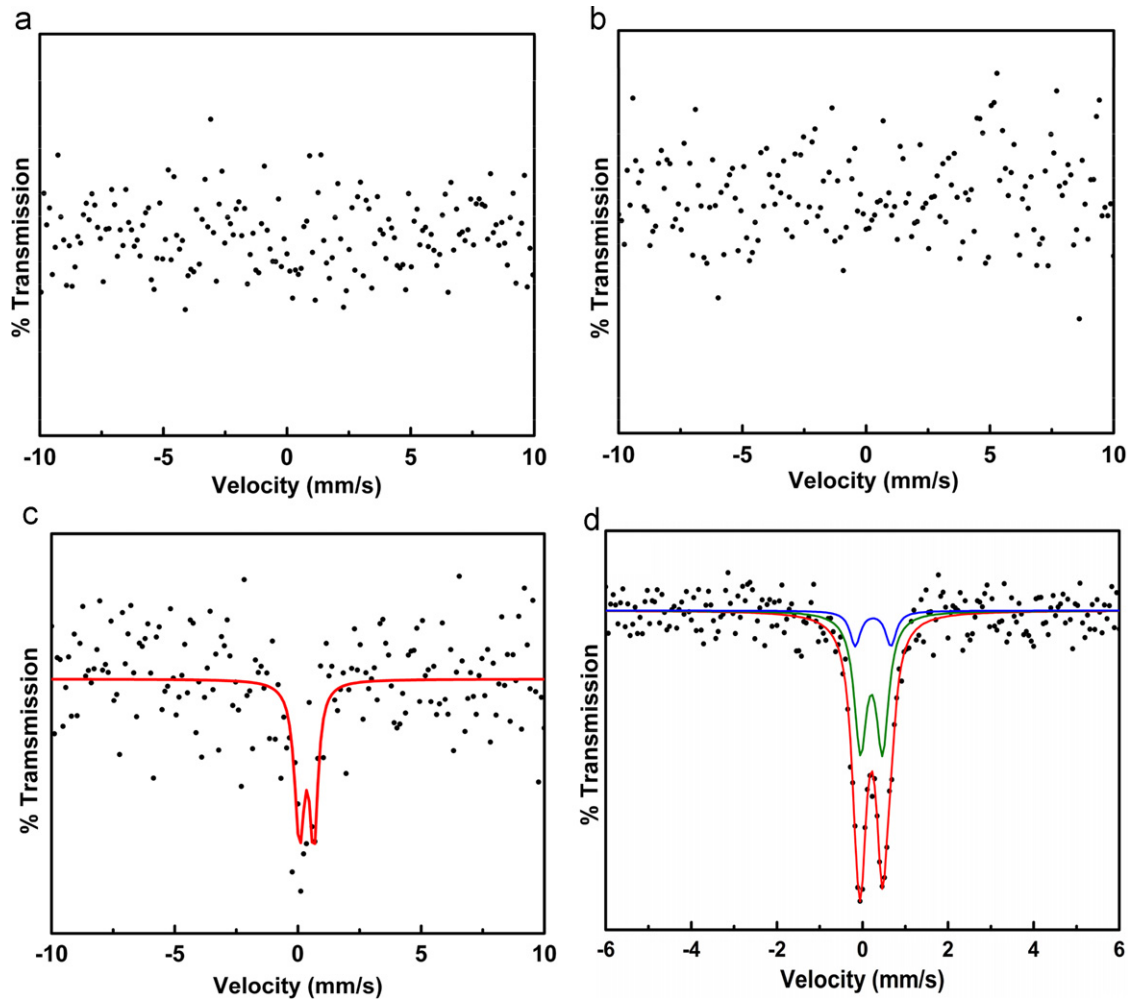 a
% Transmission
-10 -5 0 5 10
Velocity (mm/s)
b
% Transmission
-10 -5 0 5 10
Velocity (mm/s)
c
% Tramsmission
-10 -5 0 5 10
Velocity (mm/s)
d
% Transmission
-6 -4 -2 0 2 4 6
Velocity (mm/s)